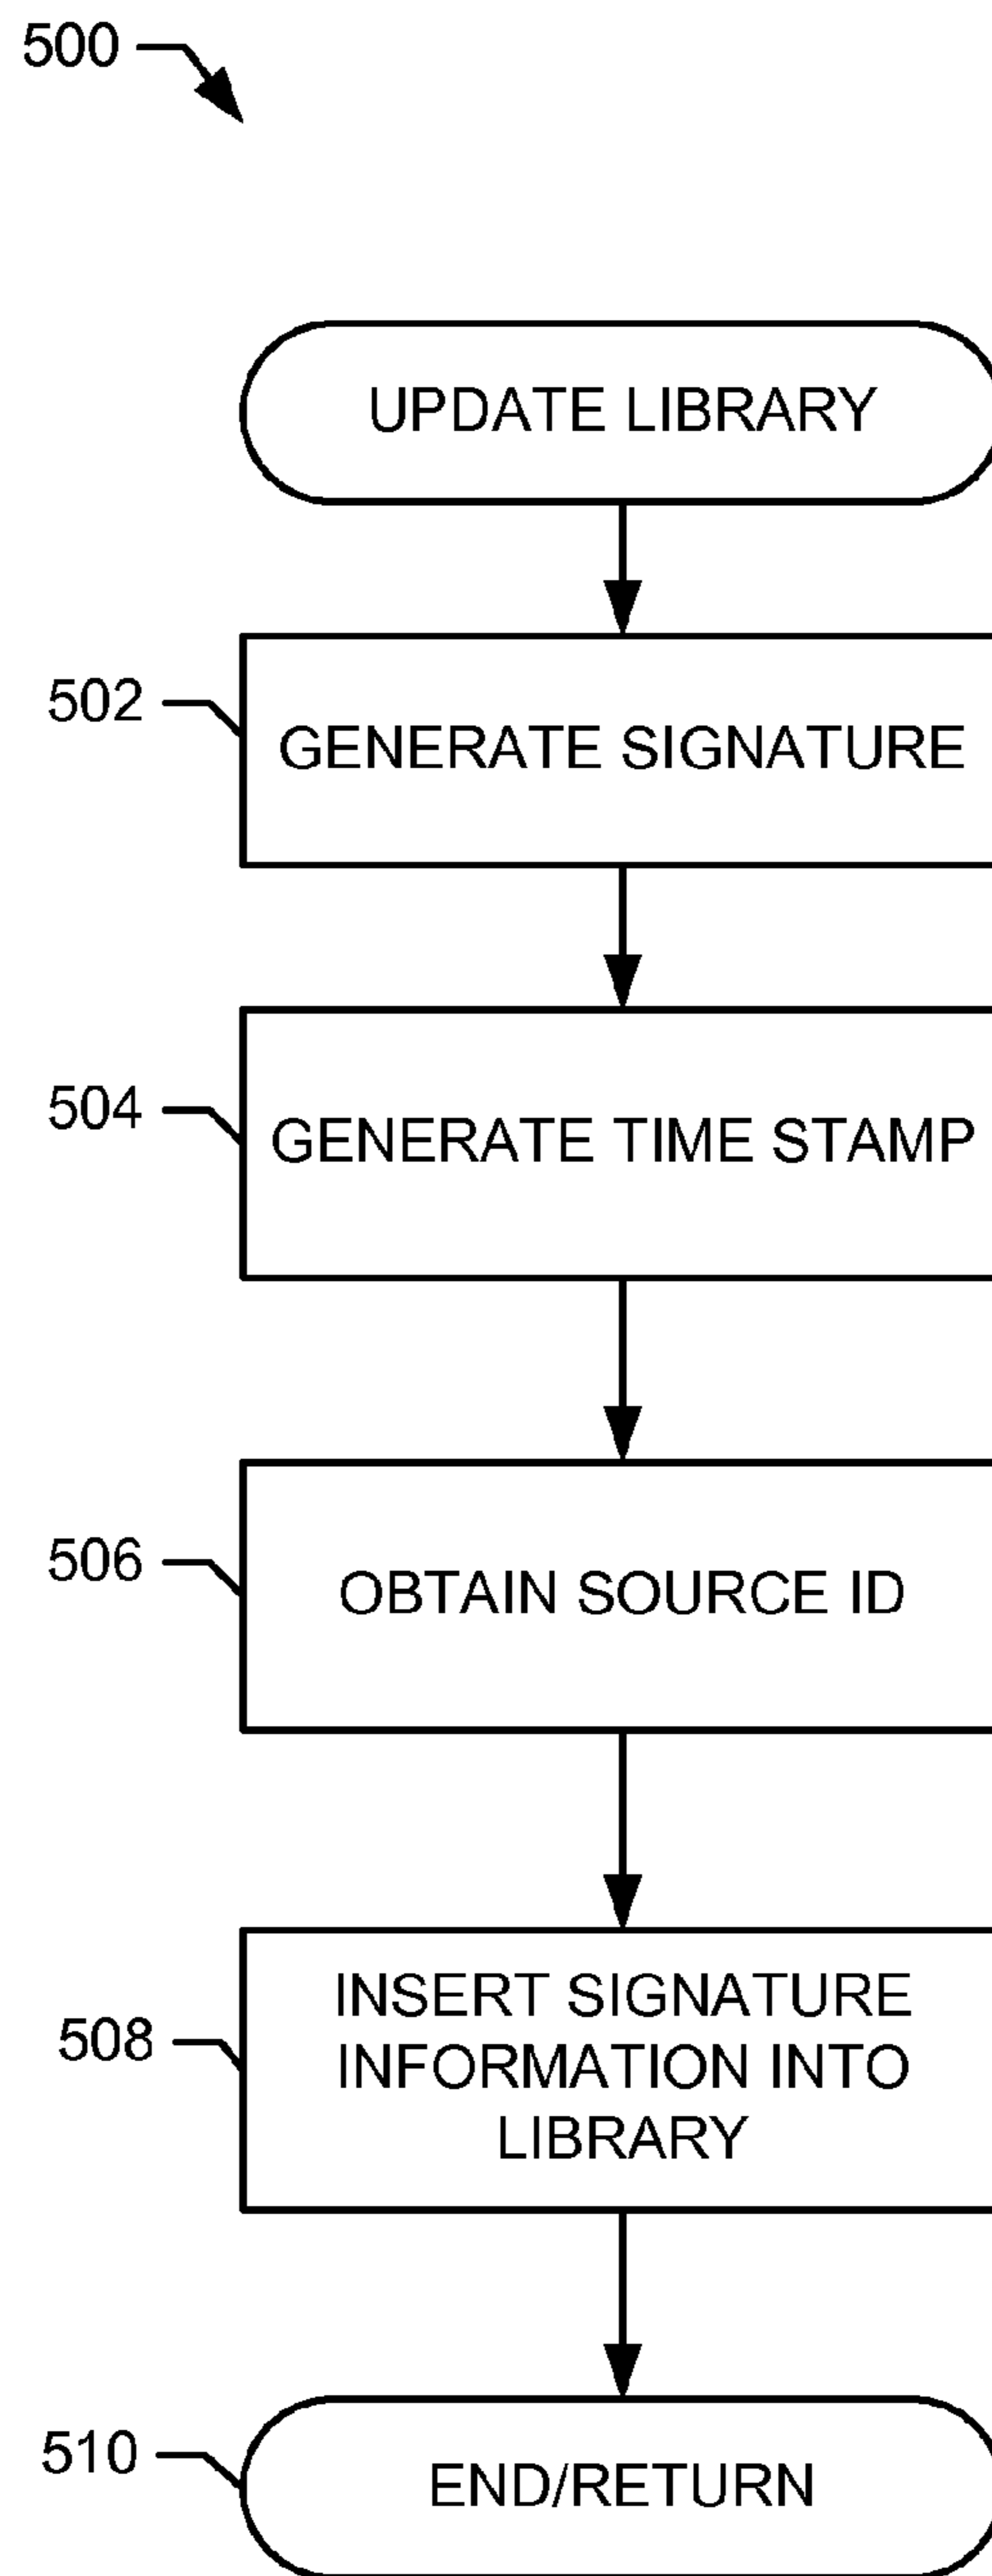 500
UPDATE LIBRARY
502
GENERATE SIGNATURE
504
GENERATE TIME STAMP
506
OBTAIN SOURCE ID
508
INSERT SIGNATURE
INFORMATION INTO
LIBRARY
510
END/RETURN